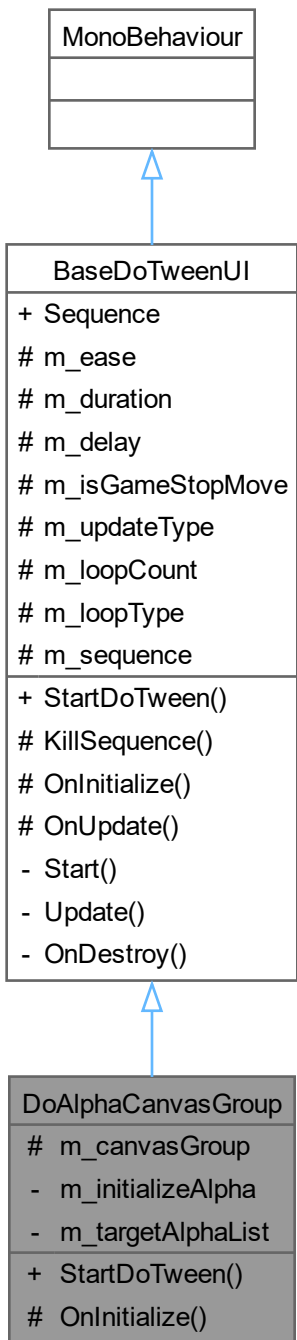 MonoBehaviour
BaseDoTweenUI
+ Sequence
# m_ease
# m_duration
# m_delay
# m_isGameStopMove
# m_updateType
# m_loopCount
# m_loopType
# m_sequence
+ StartDoTween()
# KillSequence()
# OnInitialize()
# OnUpdate()
- Start()
- Update()
- OnDestroy()
DoAlphaCanvasGroup
# m_canvasGroup
- m_initializeAlpha
- m_targetAlphaList
+ StartDoTween()
# OnInitialize()